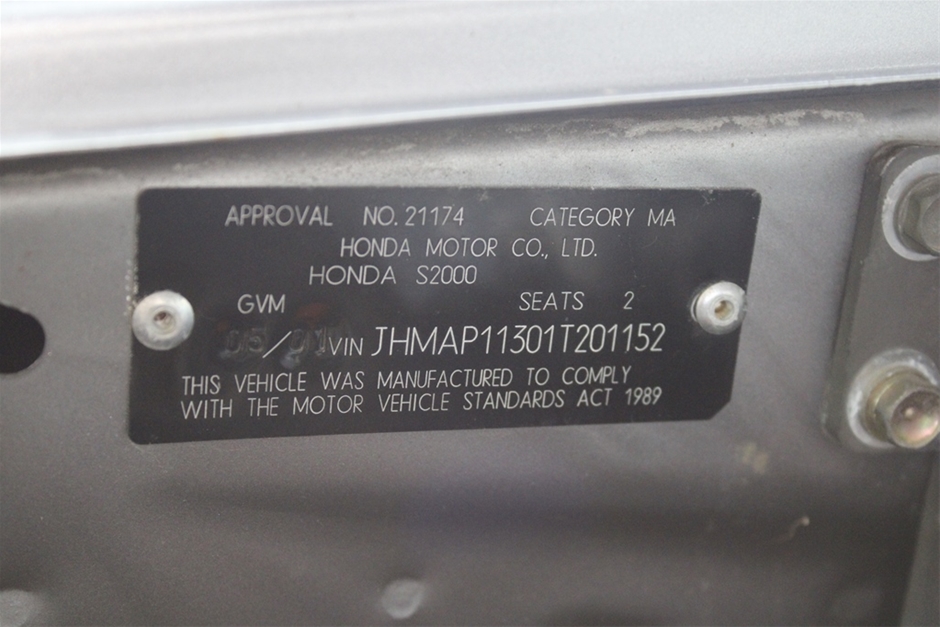 APPROVAL NO. 21174 CATEGORY MA
HONDA MOTOR CO., LTD.
HONDA S2000
GVM SEATS 2
VIN JHMAP11301T201152
THIS VEHICLE WAS MANUFACTURED TO COMPLY
WITH THE MOTOR VEHICLE STANDARDS ACT 1989